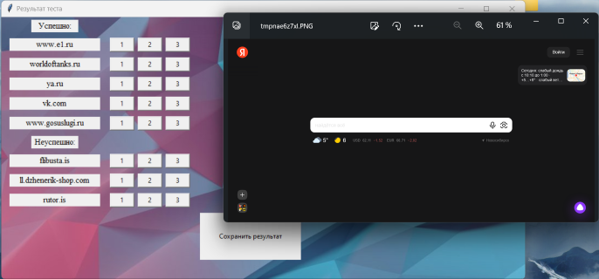 Результат теста
Успешно:
www.e1.ru 1 2 3
worldoftanks.ru 1 2 3
ya.ru 1 2 3
vk.com 1 2 3
www.gosuslugi.ru 1 2 3
Неуспешно:
flibusta.is 1 2 3
ll.dzhenerik-shop.com 1 2 3
rutor.is 1 2 3
Сохранить результат
tmpnae6z7xl.PNG
61 %
Я
Войти
5°
6